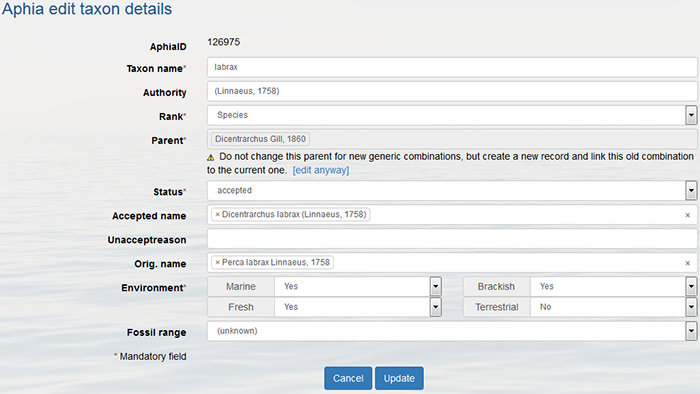 Aphia edit taxon details
AphiaID 126975
Taxon name* labrax
Authority (Linnaeus, 1758)
Rank* Species
Parent* Dicentrarchus Gill, 1860
Do not change this parent for new generic combinations, but create a new record and link this old combination
to the current one. [edit anyway]
Status* accepted
Accepted name × Dicentrarchus labrax (Linnaeus, 1758) ×
Unacceptreason
Orig. name × Perca labrax Linnaeus, 1758 ×
Environment* Marine Yes Brackish Yes
Fresh Yes Terrestrial No
Fossil range (unknown)
* Mandatory field
Cancel Update